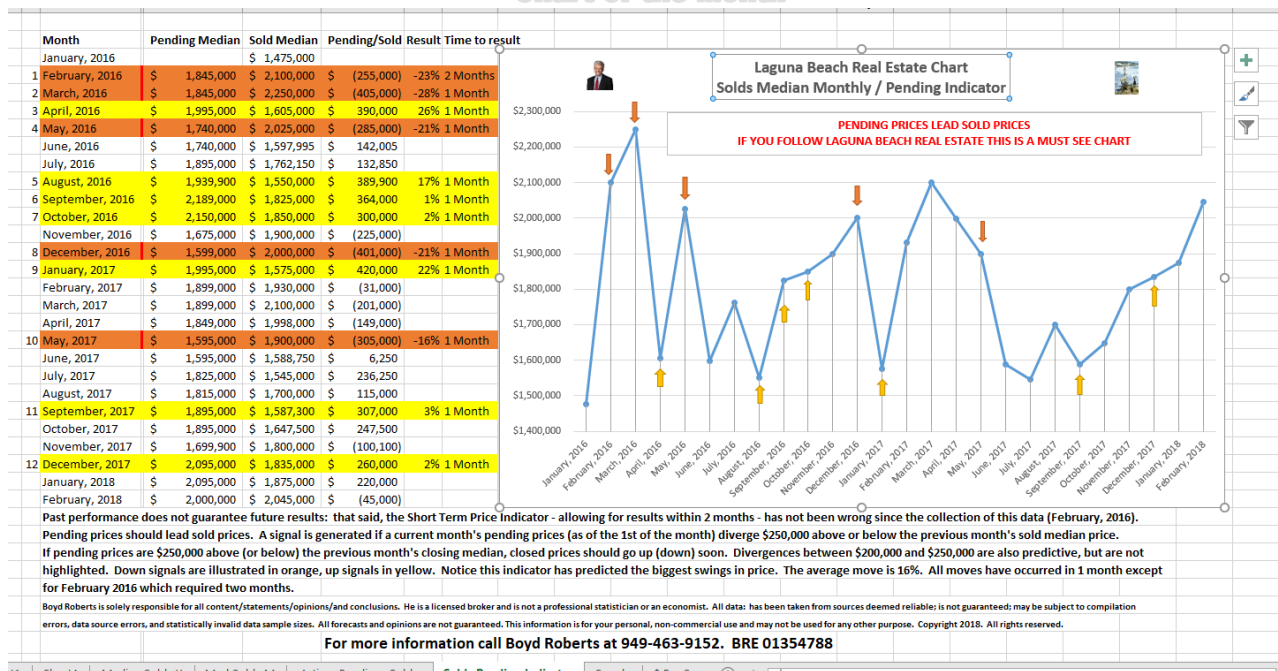 Month Pending Median Sold Median Pending/Sold Result Time to result
January, 2016 $ 1,475,000
1 February, 2016 $ 1,845,000 $ 2,100,000 $ (255,000) -23% 2 Months
2 March, 2016 $ 1,845,000 $ 2,250,000 $ (405,000) -28% 1 Month
3 April, 2016 $ 1,995,000 $ 1,605,000 $ 390,000 26% 1 Month
4 May, 2016 $ 1,740,000 $ 2,025,000 $ (285,000) -21% 1 Month
June, 2016 $ 1,740,000 $ 1,597,995 $ 142,005
July, 2016 $ 1,895,000 $ 1,762,150 $ 132,850
5 August, 2016 $ 1,939,900 $ 1,550,000 $ 389,900 17% 1 Month
6 September, 2016 $ 2,189,000 $ 1,825,000 $ 364,000 1% 1 Month
7 October, 2016 $ 2,150,000 $ 1,850,000 $ 300,000 2% 1 Month
November, 2016 $ 1,675,000 $ 1,900,000 $ (225,000)
8 December, 2016 $ 1,599,000 $ 2,000,000 $ (401,000) -21% 1 Month
9 January, 2017 $ 1,995,000 $ 1,575,000 $ 420,000 22% 1 Month
February, 2017 $ 1,899,000 $ 1,930,000 $ (31,000)
March, 2017 $ 1,899,000 $ 2,100,000 $ (201,000)
April, 2017 $ 1,849,000 $ 1,998,000 $ (149,000)
10 May, 2017 $ 1,595,000 $ 1,900,000 $ (305,000) -16% 1 Month
June, 2017 $ 1,595,000 $ 1,588,750 $ 6,250
July, 2017 $ 1,825,000 $ 1,545,000 $ 236,250
August, 2017 $ 1,815,000 $ 1,700,000 $ 115,000
11 September, 2017 $ 1,895,000 $ 1,587,300 $ 307,000 3% 1 Month
October, 2017 $ 1,895,000 $ 1,647,500 $ 247,500
November, 2017 $ 1,699,900 $ 1,800,000 $ (100,100)
12 December, 2017 $ 2,095,000 $ 1,835,000 $ 260,000 2% 1 Month
January, 2018 $ 2,095,000 $ 1,875,000 $ 220,000
February, 2018 $ 2,000,000 $ 2,045,000 $ (45,000)
Laguna Beach Real Estate Chart
Solds Median Monthly / Pending Indicator
PENDING PRICES LEAD SOLD PRICES
IF YOU FOLLOW LAGUNA BEACH REAL ESTATE THIS IS A MUST SEE CHART
$2,300,000
$2,200,000
$2,100,000
$2,000,000
$1,900,000
$1,800,000
$1,700,000
$1,600,000
$1,500,000
$1,400,000
January, 2016
February, 2016
March, 2016
April, 2016
May, 2016
June, 2016
July, 2016
August, 2016
September, 2016
October, 2016
November, 2016
December, 2016
January, 2017
February, 2017
March, 2017
April, 2017
May, 2017
June, 2017
July, 2017
August, 2017
September, 2017
October, 2017
November, 2017
December, 2017
January, 2018
February, 2018
Past performance does not guarantee future results: that said, the Short Term Price Indicator - allowing for results within 2 months - has not been wrong since the collection of this data (February, 2016).
Pending prices should lead sold prices. A signal is generated if a current month's pending prices (as of the 1st of the month) diverge $250,000 above or below the previous month's sold median price.
If pending prices are $250,000 above (or below) the previous month's closing median, closed prices should go up (down) soon. Divergences between $200,000 and $250,000 are also predictive, but are not
highlighted. Down signals are illustrated in orange, up signals in yellow. Notice this indicator has predicted the biggest swings in price. The average move is 16%. All moves have occurred in 1 month except
for February 2016 which required two months.
Boyd Roberts is solely responsible for all content/statements/opinions/and conclusions. He is a licensed broker and is not a professional statistician or an economist. All data: has been taken from sources deemed reliable; is not guaranteed; may be subject to compilation
errors, data source errors, and statistically invalid data sample sizes. All forecasts and opinions are not guaranteed. This information is for your personal, non-commercial use and may not be used for any other purpose. Copyright 2018. All rights reserved.
For more information call Boyd Roberts at 949-463-9152. BRE 01354788